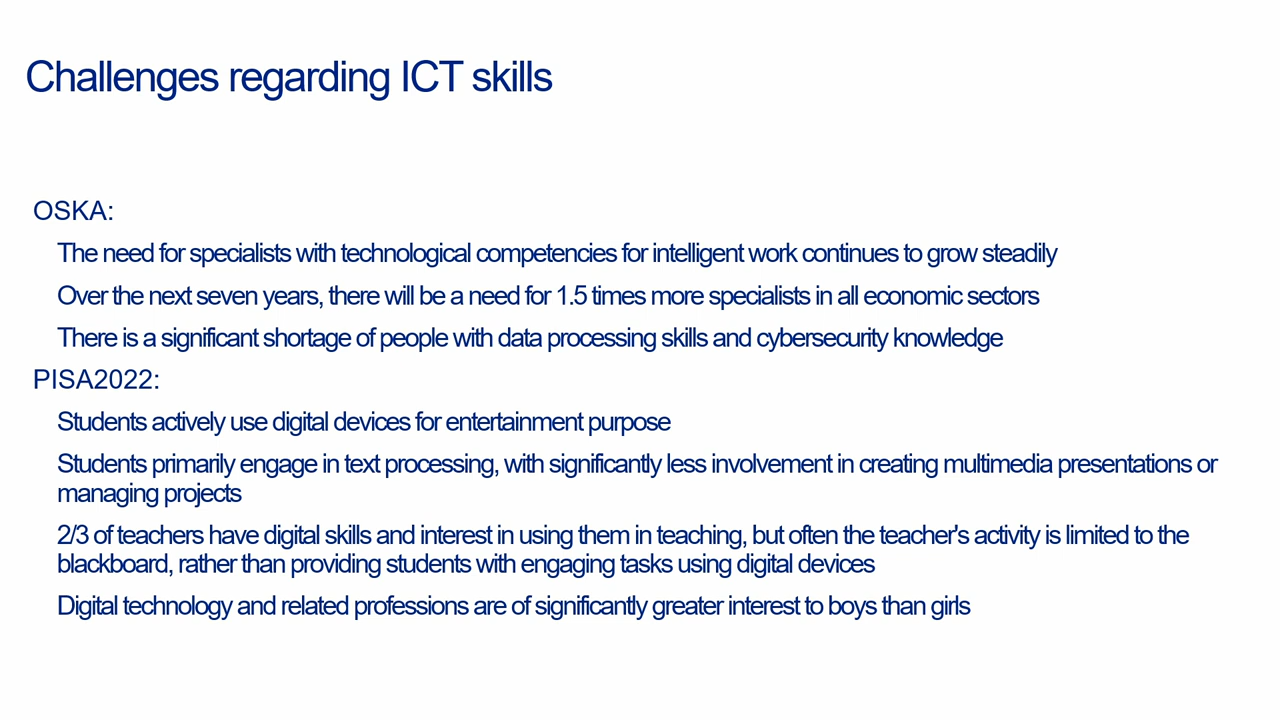 Challenges regarding ICT skills
OSKA:
The need for specialists with technological competencies for intelligent work continues to grow steadily
Over the next seven years, there will be a need for 1.5 times more specialists in all economic sectors
There is a significant shortage of people with data processing skills and cybersecurity knowledge
PISA2022:
Students actively use digital devices for entertainment purpose
Students primarily engage in text processing, with significantly less involvement in creating multimedia presentations or
managing projects
2/3 of teachers have digital skills and interest in using them in teaching, but often the teacher's activity is limited to the
blackboard, rather than providing students with engaging tasks using digital devices
Digital technology and related professions are of significantly greater interest to boys than girls